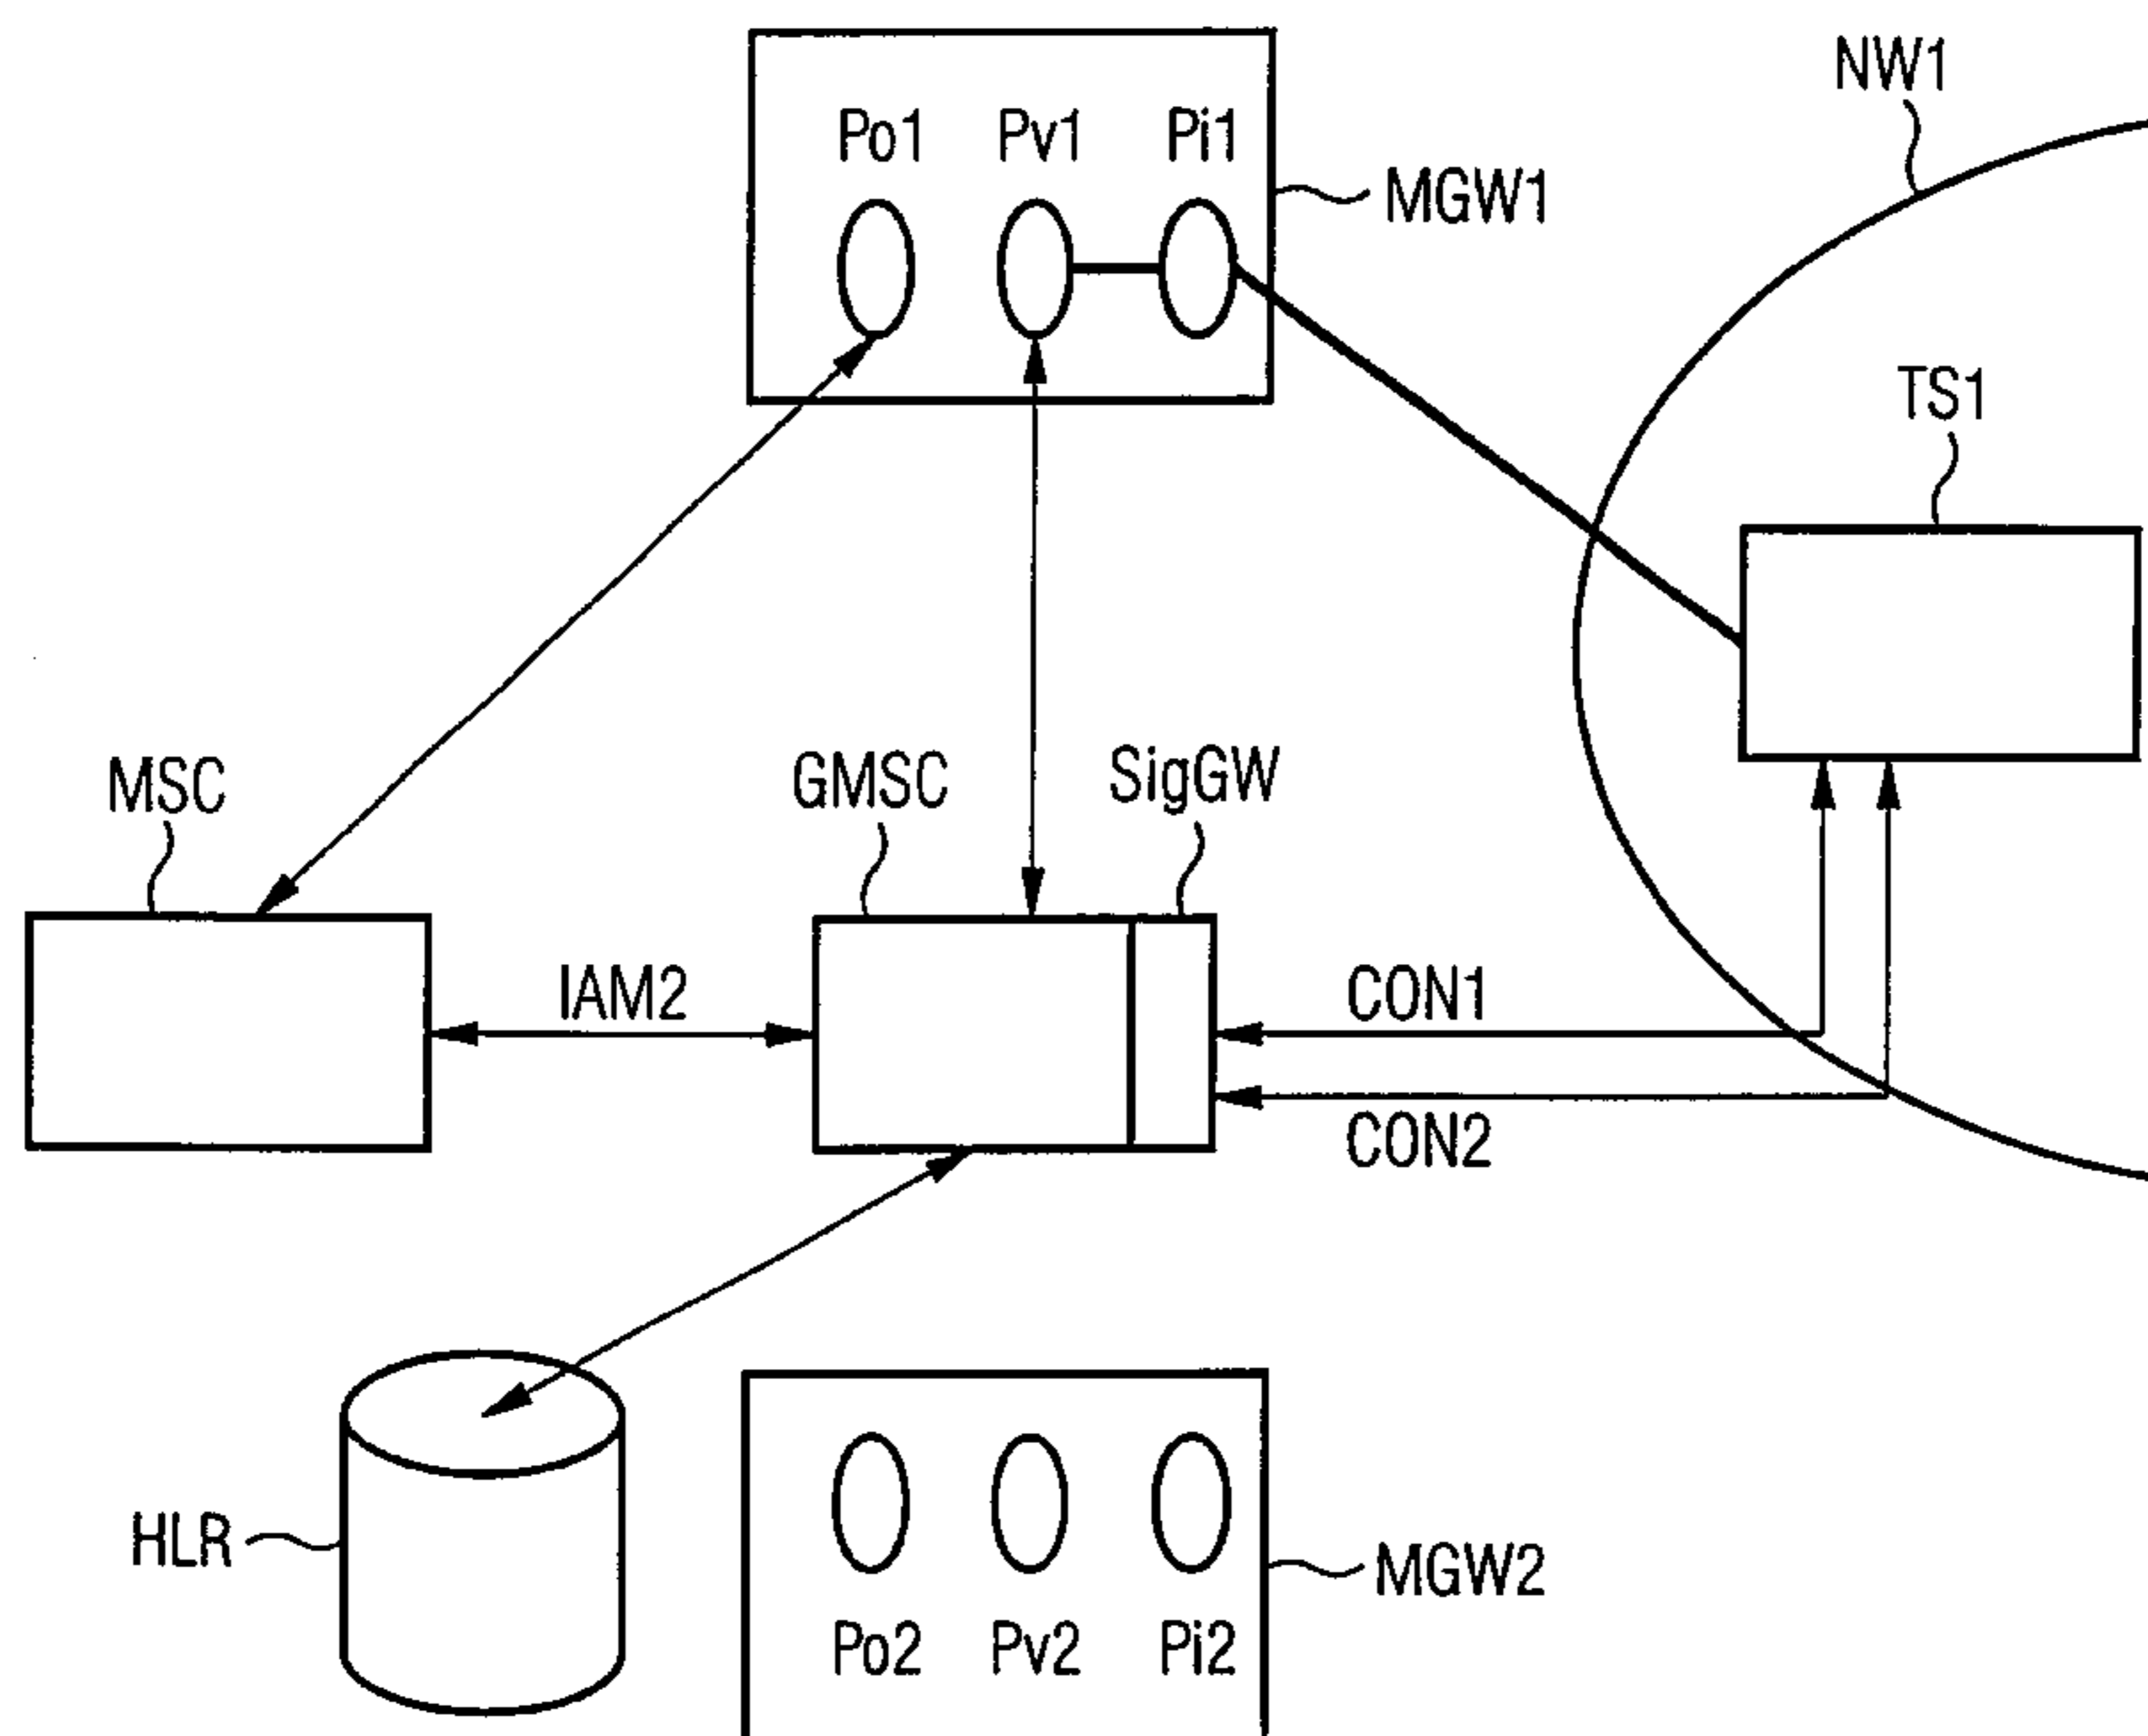 NW1
Po1 Pv1 Pi1
MGW1
TS1
MSC
GMSC
SigGW
IAM2
CON1
CON2
HLR
MGW2
Po2 Pv2 Pi2